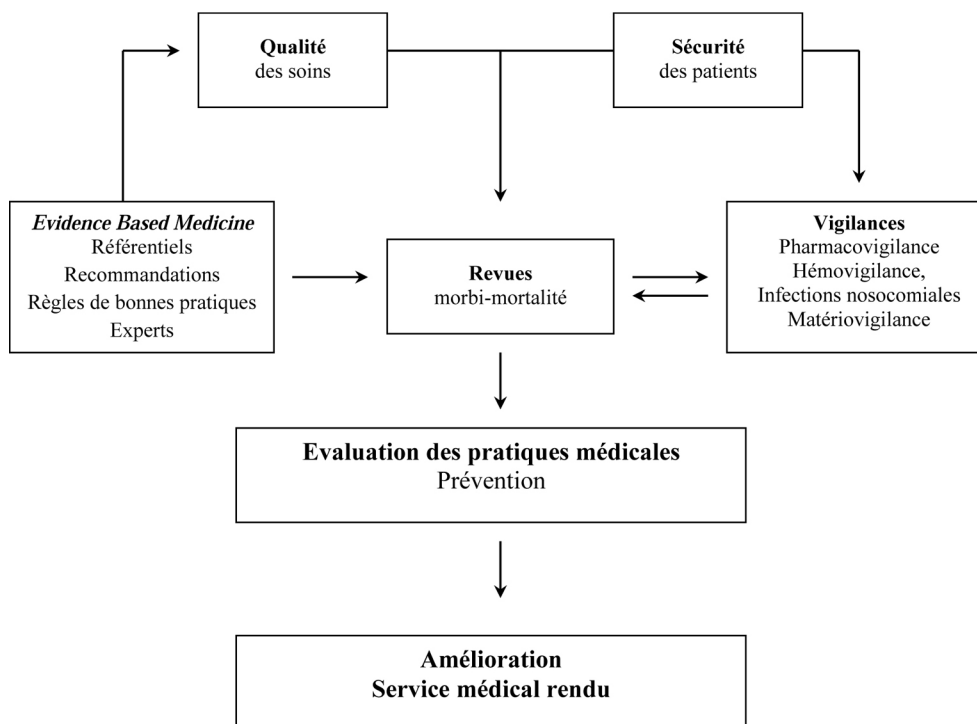 Qualité
des soins
Sécurité
des patients
Evidence Based Medicine
Référentiels
Recommandations
Règles de bonnes pratiques
Experts
Revues
morbi-mortalité
Vigilances
Pharmacovigilance
Hémovigilance,
Infections nosocomiales
Matériovigilance
Evaluation des pratiques médicales
Prévention
Amélioration
Service médical rendu